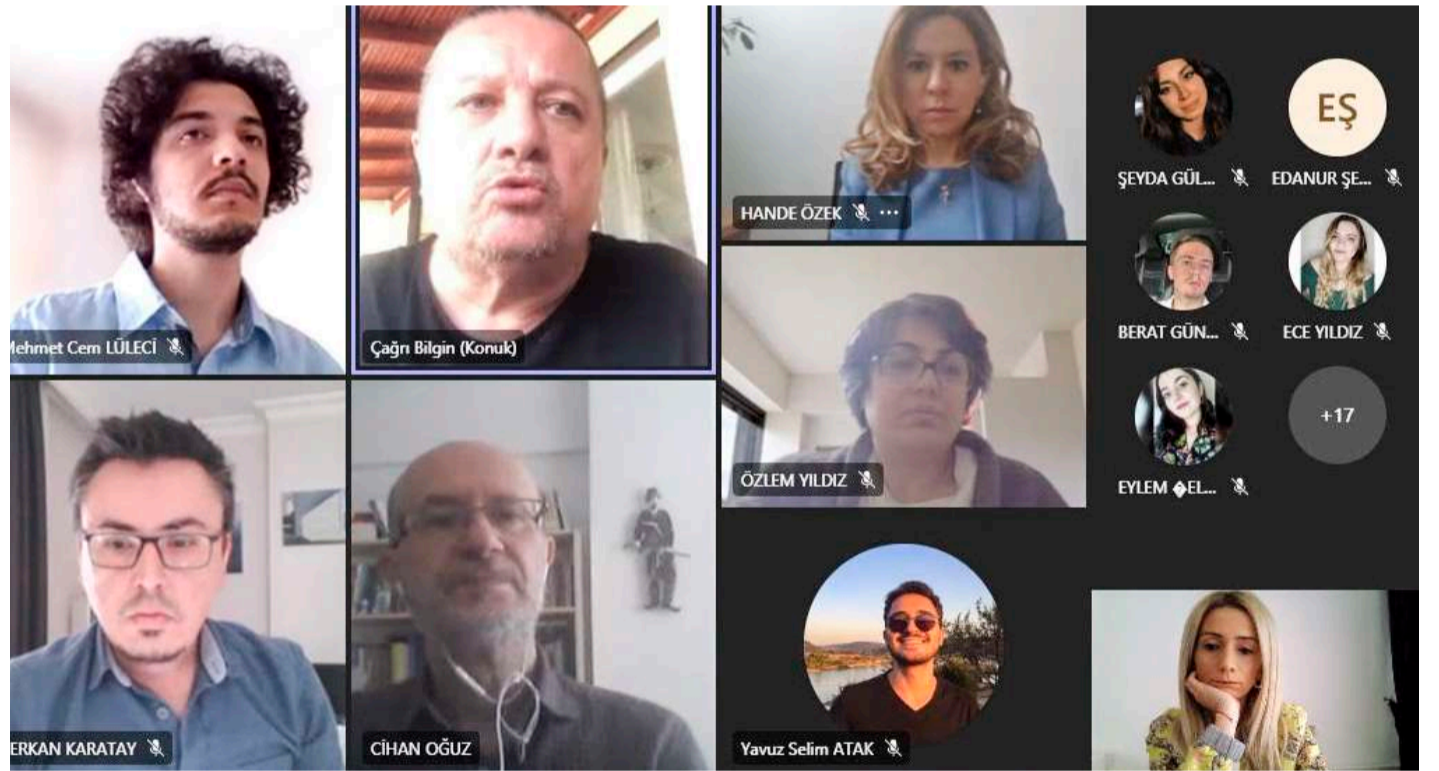 Mehmet Cem LÜLECİ
Çağrı Bilgin (Konuk)
HANDE ÖZEK
ÖZLEM YILDIZ
ERKAN KARATAY
CİHAN OĞUZ
Yavuz Selim ATAK
EŞ
ŞEYDA GÜL...
EDANUR ŞE...
BERAT GÜN...
ECE YILDIZ
+17
EYLEM �EL...